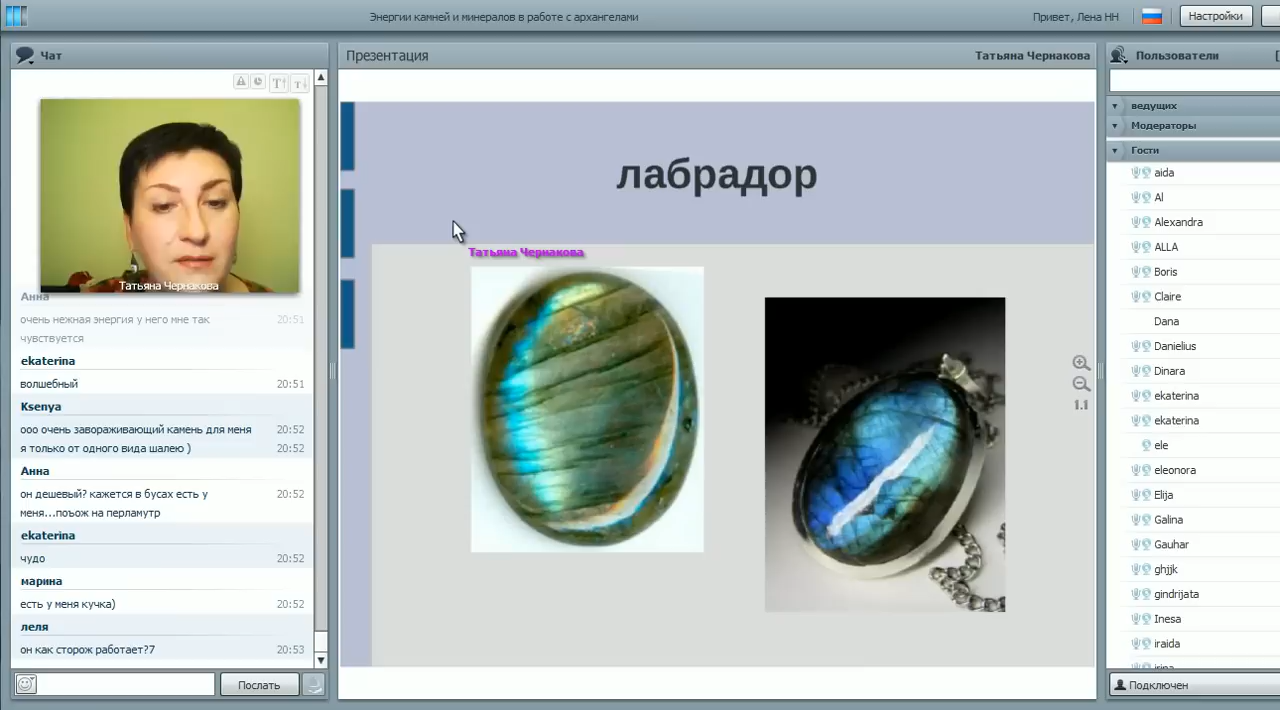 Энергии камней и минералов в работе с архангелами
Привет, Лена НН
Настройки
Чат
Татьяна Чернакова
Анна
очень нежная энергия у него мне так
20:51
чувствуется
ekaterina
волшебный
20:51
Ksenya
ооо очень завораживающий камень для меня
20:52
я только от одного вида шалею )
20:52
Анна
он дешевый? кажется в бусах есть у
20:52
меня...поъож на перламутр
ekaterina
чудо
20:52
марина
есть у меня кучка)
20:52
леля
он как сторож работает?7
20:53
Послать
Презентация
Татьяна Чернакова
лабрадор
Татьяна Чернакова
1.1
Пользователи
ведущих
Модераторы
Гости
aida
Al
Alexandra
ALLA
Boris
Claire
Dana
Danielius
Dinara
ekaterina
ekaterina
ele
eleonora
Elija
Galina
Gauhar
ghjjk
gindrijata
Inesa
iraida
irina
Подключен